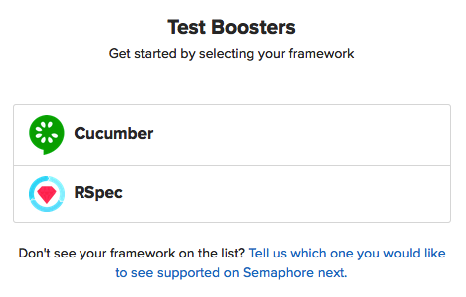 Test Boosters
Get started by selecting your framework
Cucumber
RSpec
Don't see your framework on the list? Tell us which one you would like
to see supported on Semaphore next.